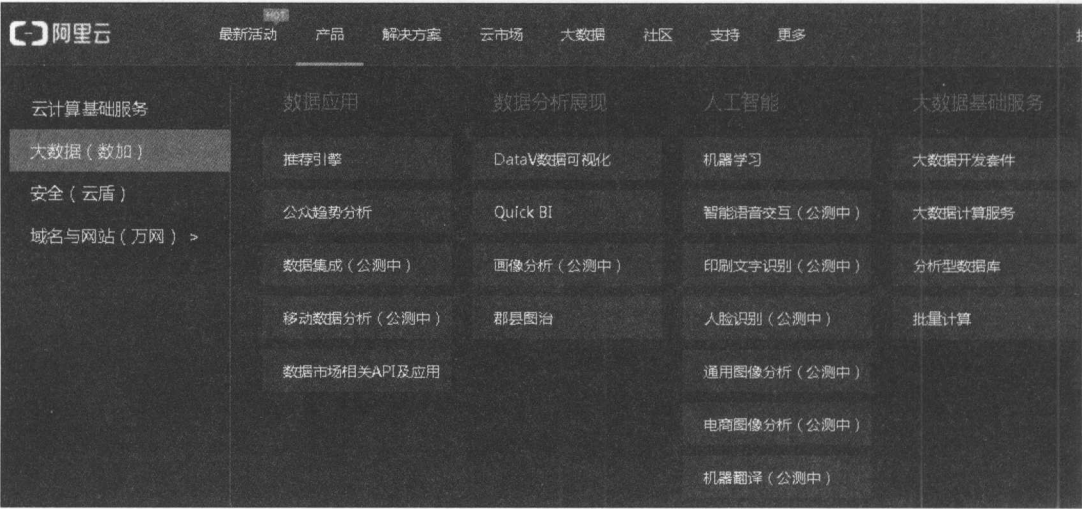 HOT
阿里云 最新活动 产品 解决方案 云市场 大数据 社区 支持 更多
云计算基础服务
大数据（数加）
安全（云盾）
域名与网站（万网） >
数据应用
推荐引擎
公众趋势分析
数据集成（公测中）
移动数据分析（公测中）
数据市场相关API及应用
数据分析展现
DataV数据可视化
Quick BI
画像分析（公测中）
郡县图治
人工智能
机器学习
智能语音交互（公测中）
印刷文字识别（公测中）
人脸识别（公测中）
通用图像分析（公测中）
电商图像分析（公测中）
机器翻译（公测中）
大数据基础服务
大数据开发套件
大数据计算服务
分析型数据库
批量计算